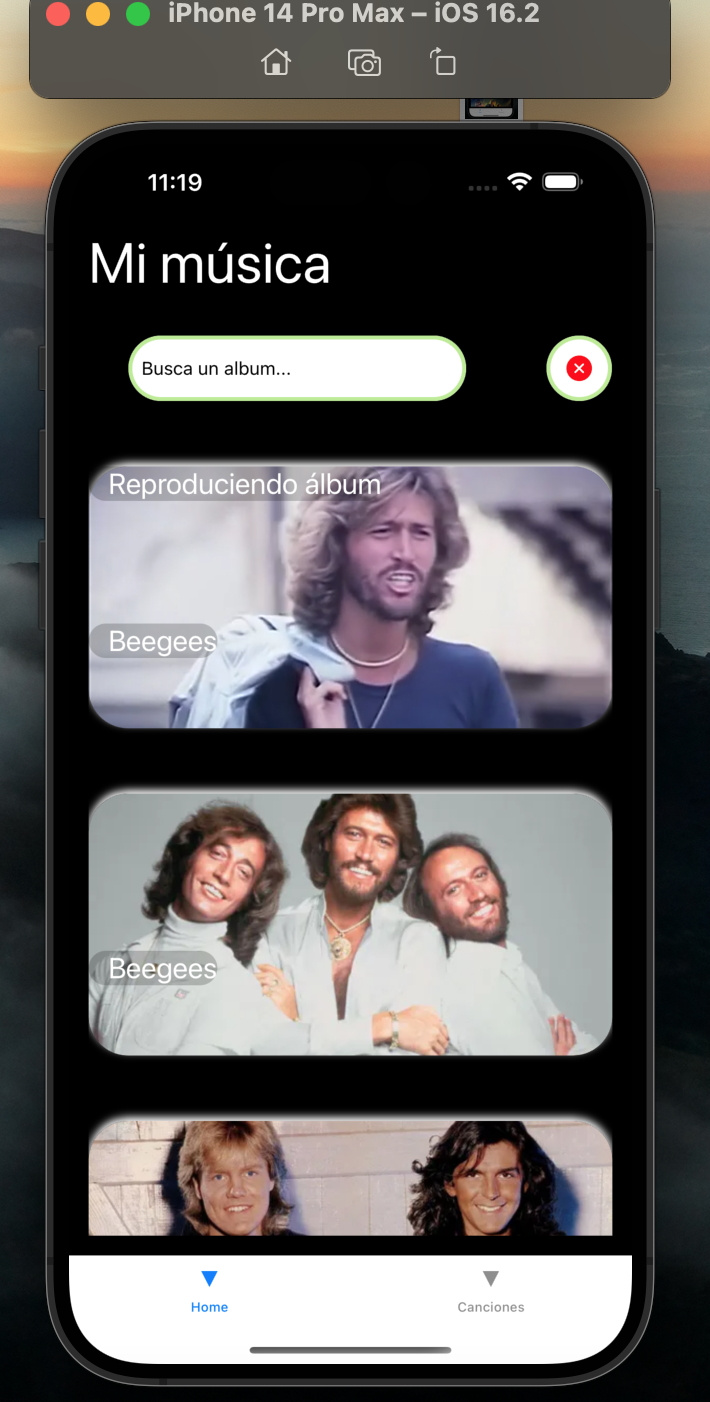 iPhone 14 Pro Max – iOS 16.2
11:19
Mi música
Busca un album...
Reproduciendo álbum
Beegees
Beegees
Home
Canciones